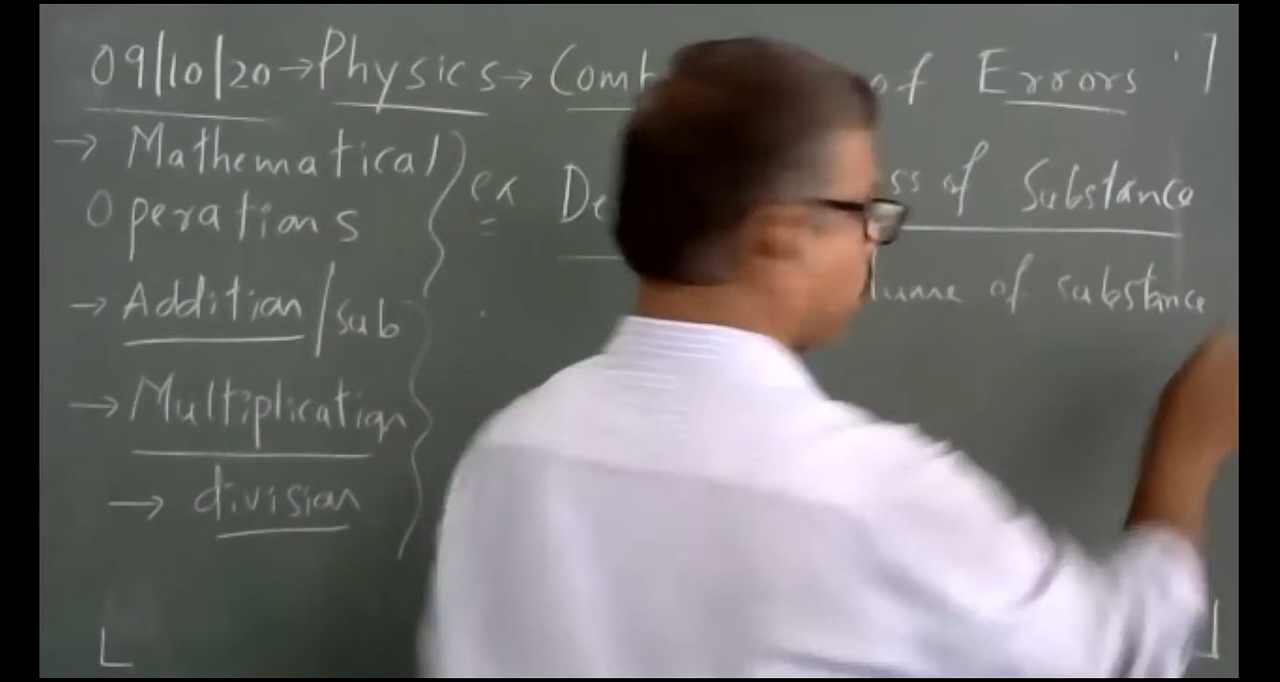 09/10/20→Physics→ Comb of Errors
→ Mathematical
Operations
ex De ss of Substance
lume of substance
→ Addition/sub
→ Multiplication
→ division